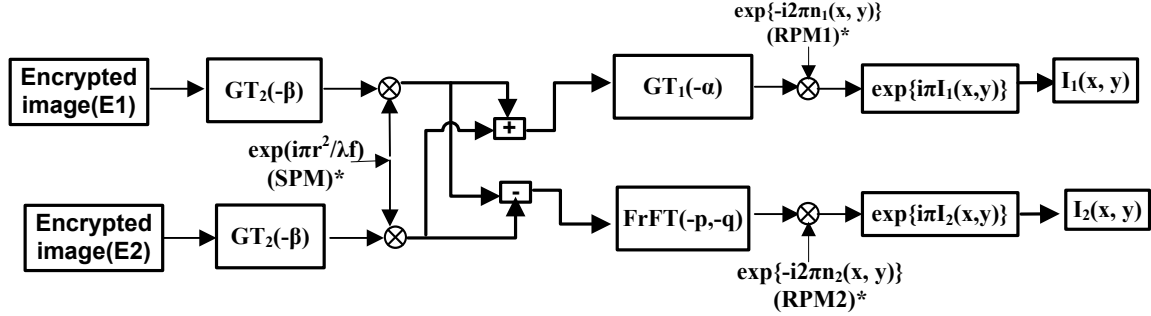 exp{-i2πn₁(x, y)}
(RPM1)*
Encrypted
image(E1)
GT₂(-β)
GT₁(-α)
exp{iπI₁(x,y)}
I₁(x, y)
+
exp(iπr²/λf)
(SPM)*
-
Encrypted
image(E2)
GT₂(-β)
FrFT(-p,-q)
exp{iπI₂(x,y)}
I₂(x, y)
exp{-i2πn₂(x, y)}
(RPM2)*